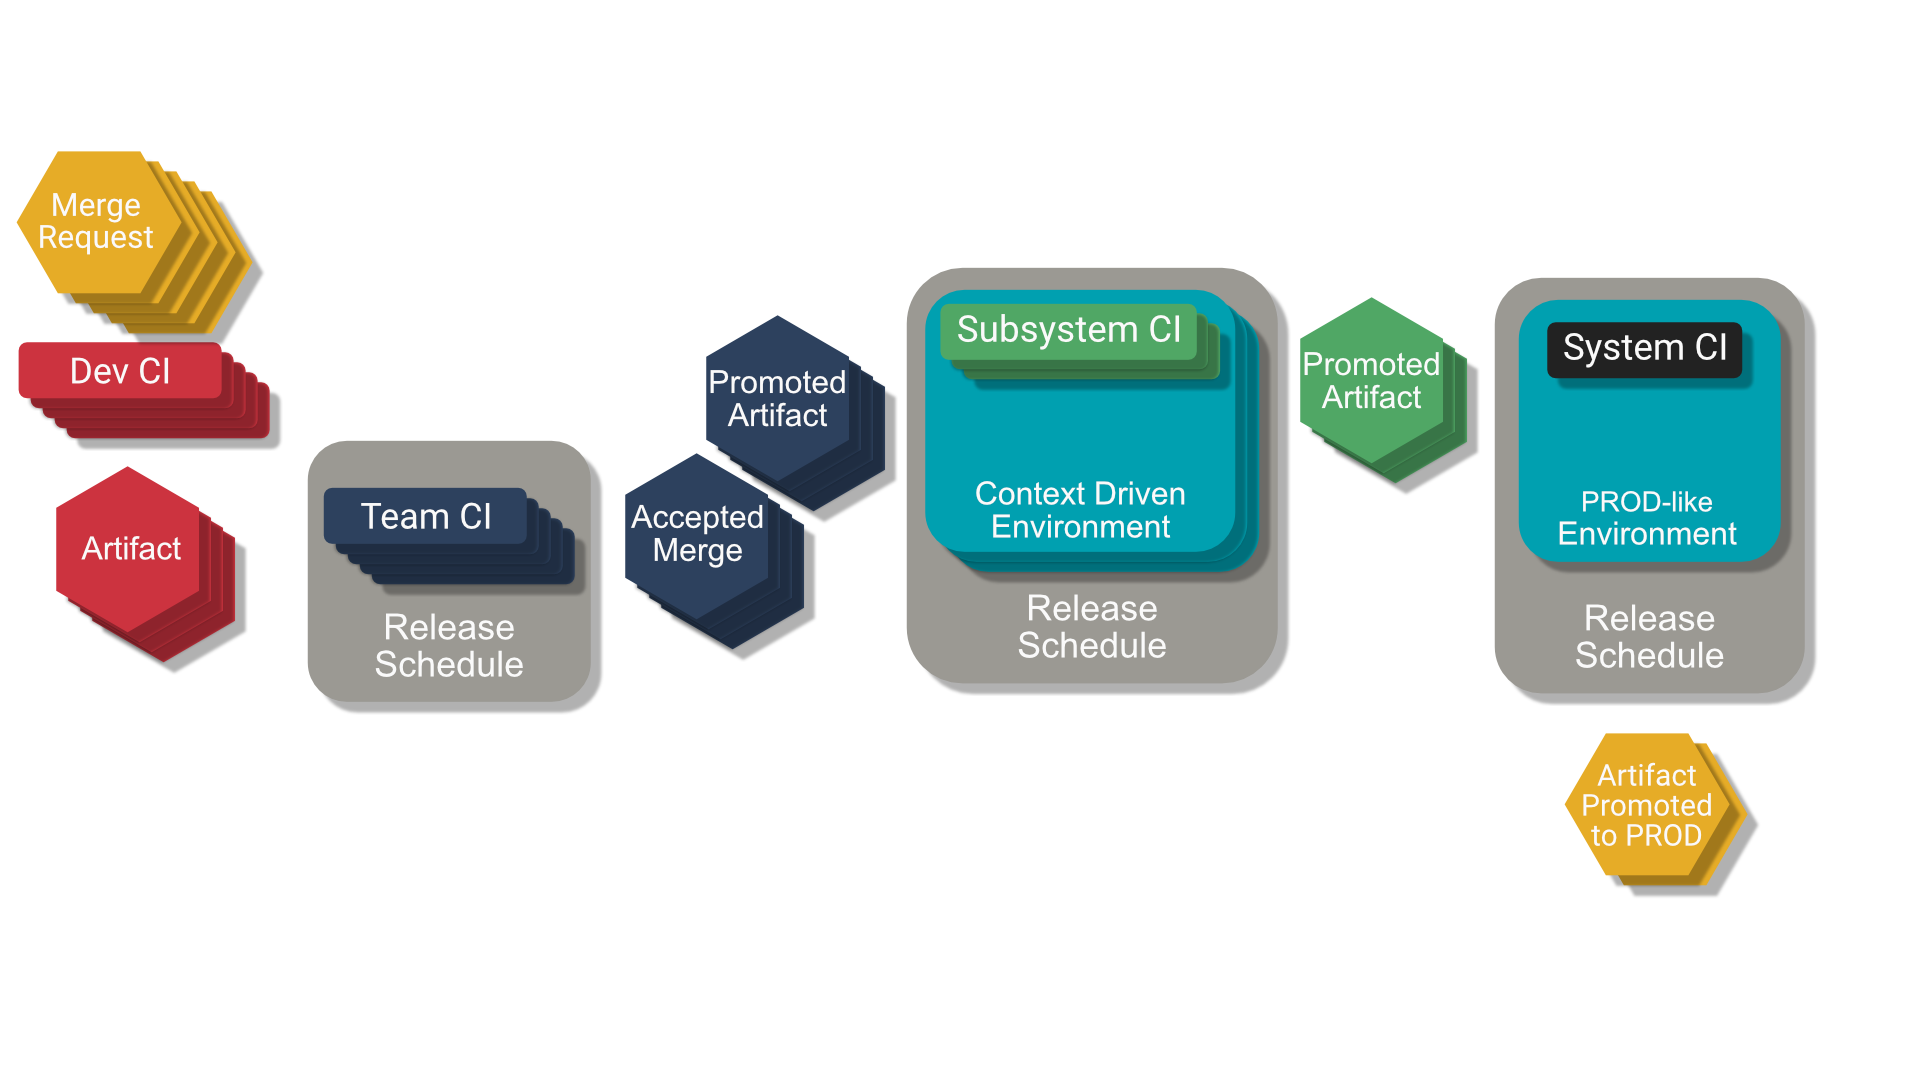 Merge
Request
Dev CI
Artifact
Team CI
Release
Schedule
Promoted
Artifact
Accepted
Merge
Subsystem CI
Context Driven
Environment
Release
Schedule
Promoted
Artifact
System CI
PROD-like
Environment
Release
Schedule
Artifact
Promoted
to PROD